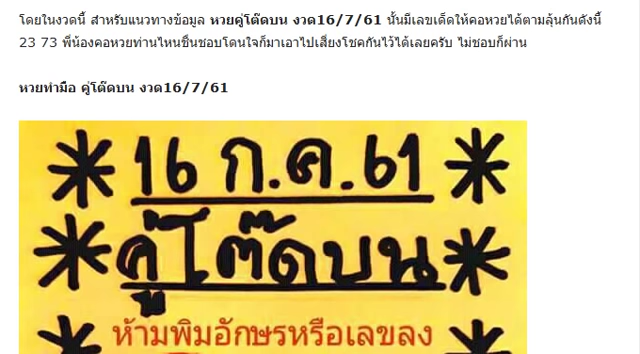 โดยในงวดนี้ สำหรับแนวทางข้อมูล หวยคู่โต๊ดบน งวด16/7/61 นั้นมีเลขเด็ดให้คอหวยได้ตามลุ้นกันดังนี้
23 73 พี่น้องคอหวยท่านไหนชื่นชอบโดนใจก็มาเอาไปเสี่ยงโชคกันไว้ได้เลยครับ ไม่ชอบก็ผ่าน
หวยทำมือ คู่โต๊ดบน งวด16/7/61
16 ก.ค.61
คู่โต๊ดบน
ห้ามพิมอักษรหรือเลขลง